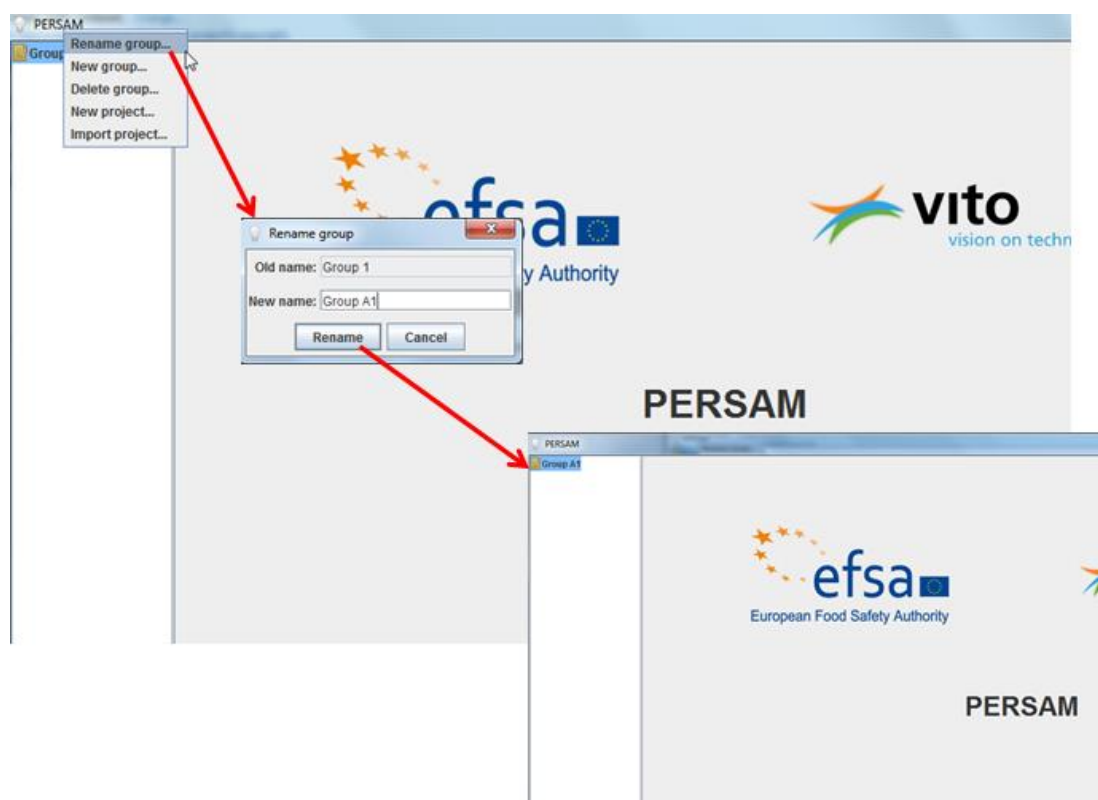 PERSAM
Rename group...
Group
New group...
Delete group...
New project...
Import project...
efsa
y Authority
vito
vision on techn
Rename group
Old name: Group 1
New name: Group A1
Rename Cancel
PERSAM
PERSAM
Group A1
efsa
European Food Safety Authority
PERSAM